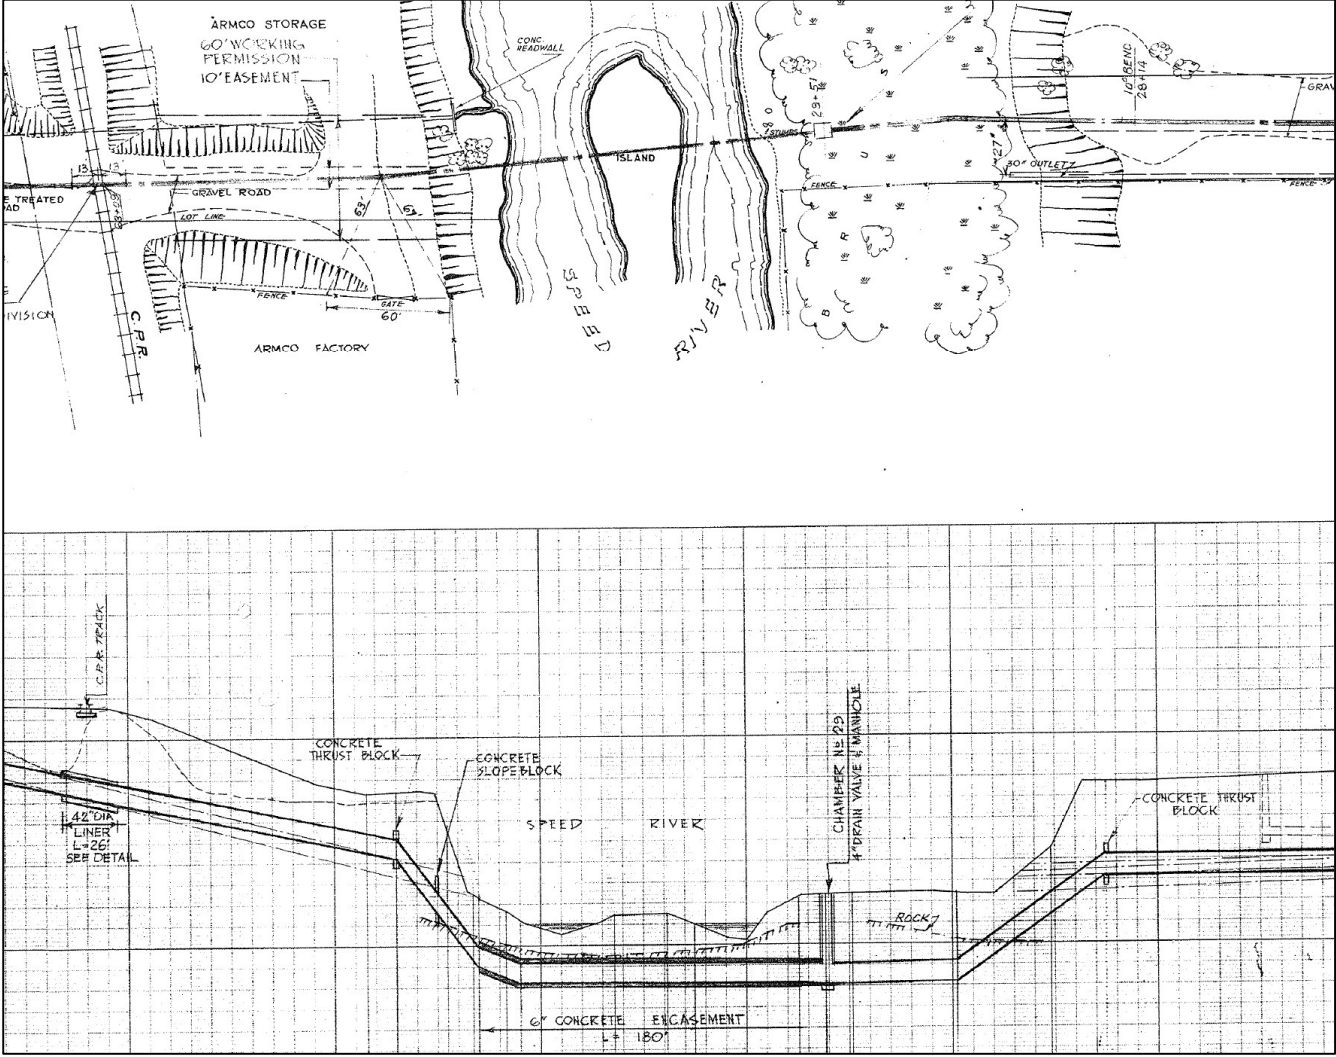 ARMCO STORAGE
60' WORKING
PERMISSION
10' EASEMENT
CONC.
HEADWALL
29+51
S
10° BEND
28+14
GRAV
8
STUMPS
ISLAND
U
27"
30" OUTLET
13'
13'
E TREATED
GRAVEL ROAD
FENCE
FENCE
LOT LINE
63'
R
B
SPEED
RIVER
IVISION
C.P.R.
FENCE
GATE
60'
ARMCO FACTORY
C.P.R. TRACK
CONCRETE
THRUST BLOCK
CONCRETE
SLOPE BLOCK
CHAMBER No 29
4" DRAIN VALVE & MANHOLE
CONCRETE THRUST
BLOCK
42" DIA
LINER
L=26'
SEE DETAIL
SPEED RIVER
ROCK
6" CONCRETE ENCASEMENT
L = 180'